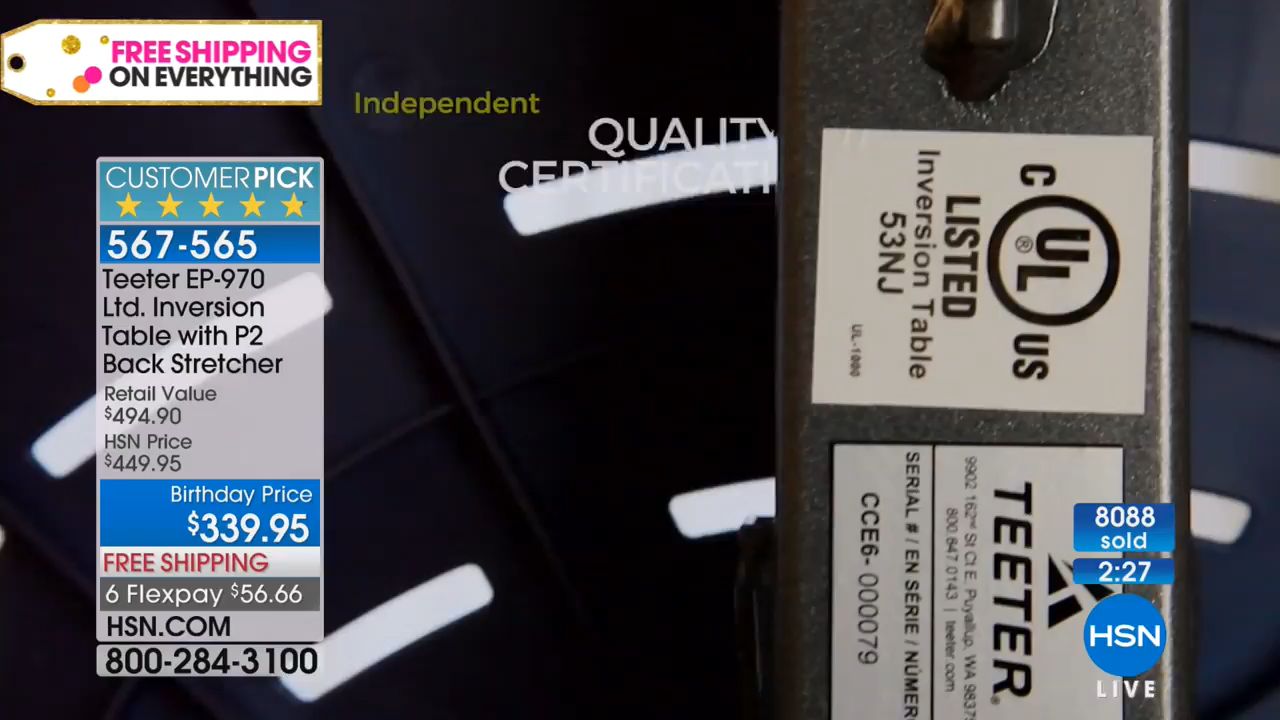 FREE SHIPPING
ON EVERYTHING
Independent
QUALITY
CUSTOMER PICK
567-565
Teeter EP-970
Ltd. Inversion
Table with P2
Back Stretcher
Retail Value
$494.90
HSN Price
$449.95
Birthday Price
$339.95
FREE SHIPPING
6 Flexpay $56.66
HSN.COM
800-284-3100
C UL ® US
LISTED
Inversion Table
53NJ
UL-1000
TEETER®
9902 162nd St Ct E, Puyallup, WA
800.847.0143 | teeter.com
SERIAL # / EN SÉRIE /
CCE6- 000079
8088
sold
2:27
HSN
LIVE